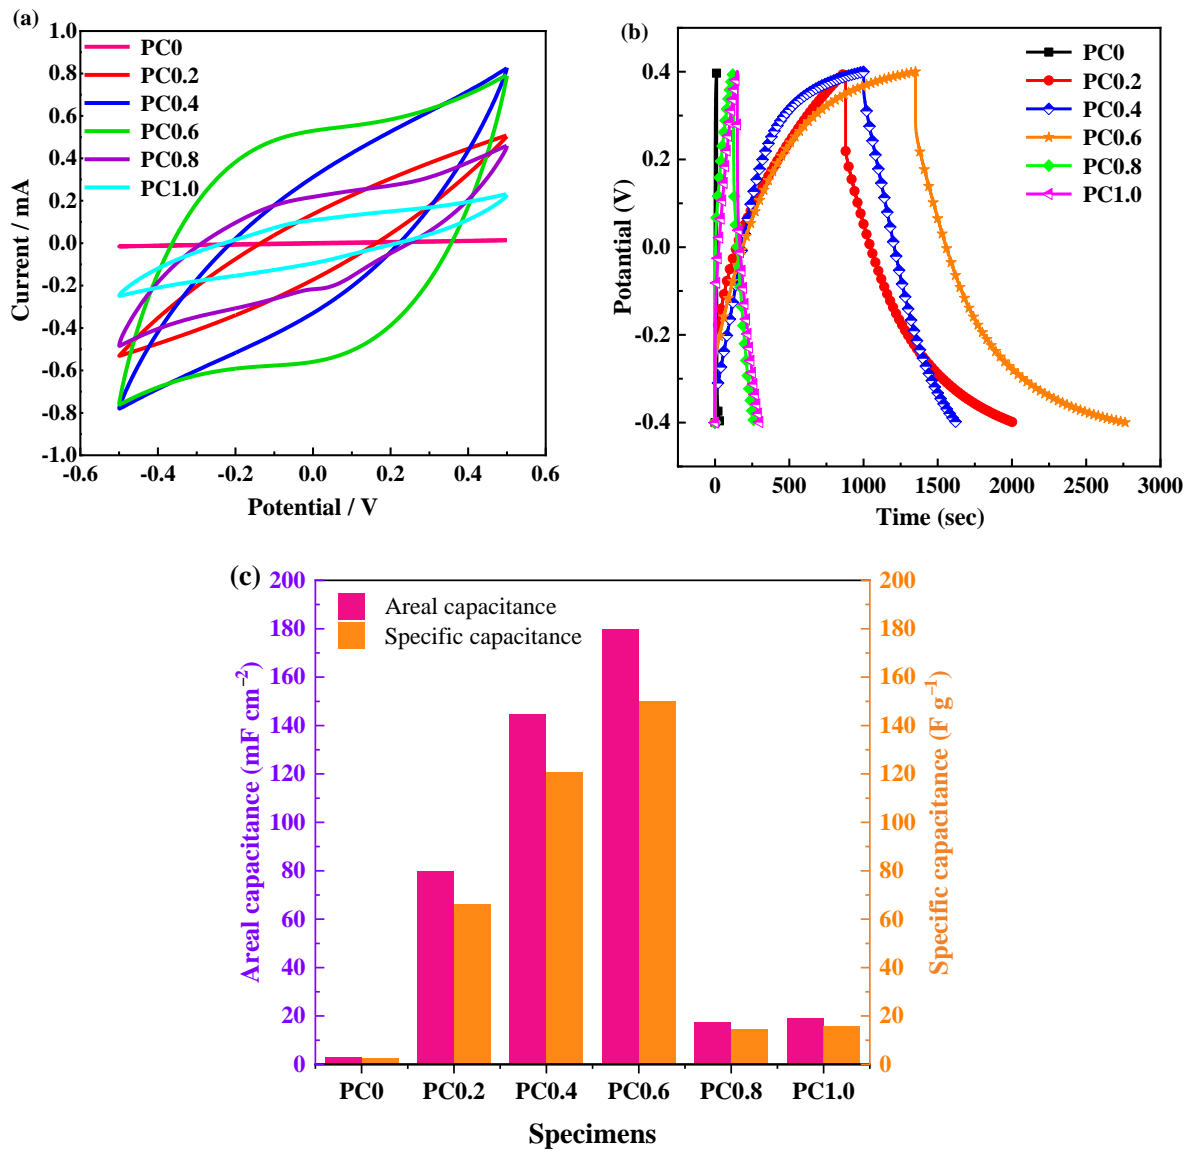 (a)
1.0
0.8
0.6
0.4
0.2
0.0
-0.2
-0.4
-0.6
-0.8
-1.0
Current / mA
PC0
PC0.2
PC0.4
PC0.6
PC0.8
PC1.0
-0.6 -0.4 -0.2 0.0 0.2 0.4 0.6
Potential / V
(b)
0.4
0.2
0.0
-0.2
-0.4
Potential (V)
PC0
PC0.2
PC0.4
PC0.6
PC0.8
PC1.0
0 500 1000 1500 2000 2500 3000
Time (sec)
(c)
200
180
160
140
120
100
80
60
40
20
0
Areal capacitance (mF cm⁻²)
Areal capacitance
Specific capacitance
200
180
160
140
120
100
80
60
40
20
0
Specific capacitance (F g⁻¹)
PC0 PC0.2 PC0.4 PC0.6 PC0.8 PC1.0
Specimens